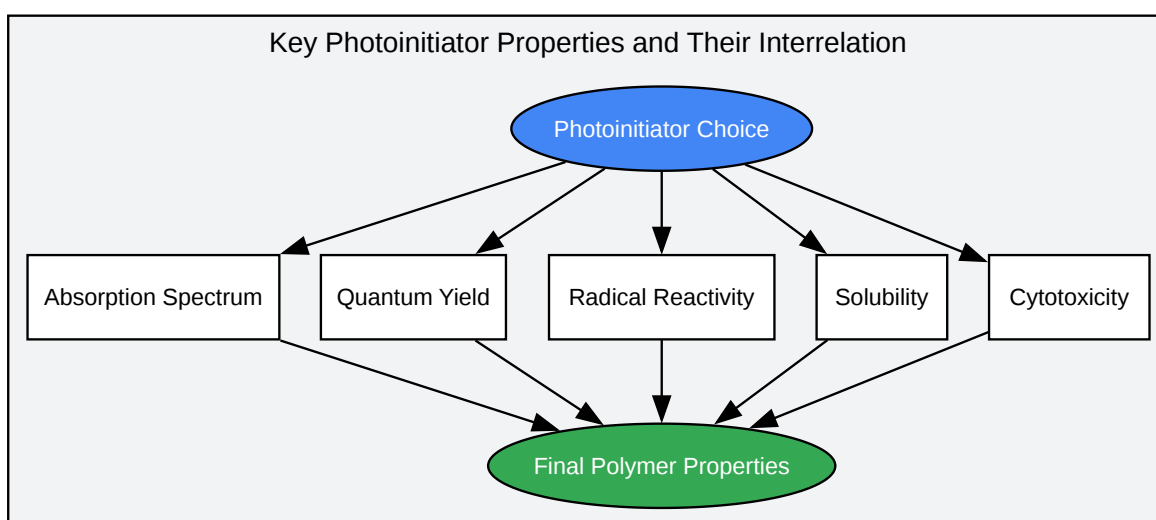 Key Photoinitiator Properties and Their Interrelation
Photoinitiator Choice
Absorption Spectrum
Quantum Yield
Radical Reactivity
Solubility
Cytotoxicity
Final Polymer Properties